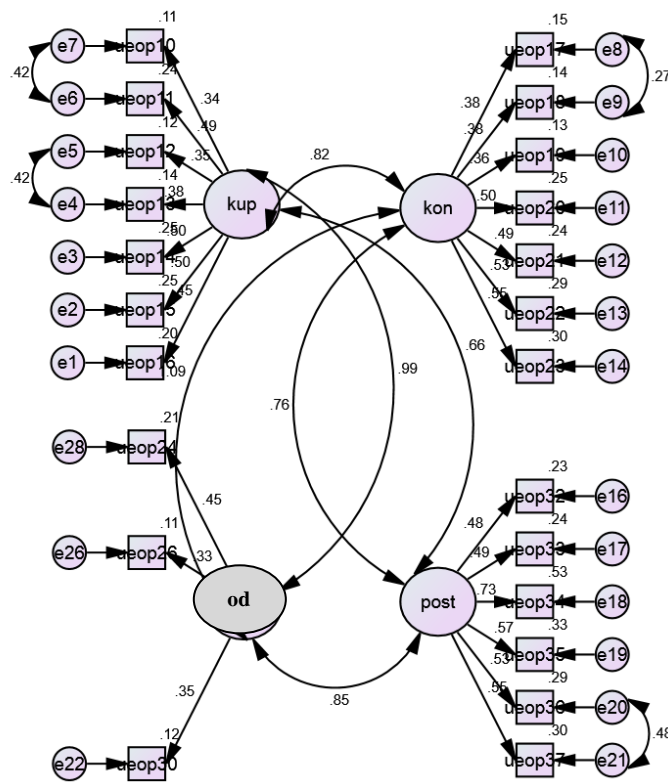 .11
e7 ueop10
.42
.24
e6 ueop11
.12
e5 ueop12
.42
.14
e4 ueop13
.25
e3 ueop14
.25
e2 ueop15
.20
e1 ueop16
.34
.49
.35
.38
.50
.50
.45
kup
.82
kon
.15
ueop17 e8
.27
.14
ueop18 e9
.13
ueop19 e10
.25
ueop20 e11
.24
ueop21 e12
.29
ueop22 e13
.30
ueop23 e14
.38
.38
.36
.50
.49
.53
.55
.66
.99
.76
.09
.21
e28 ueop24
.45
.11
e26 ueop26
.33
od
.35
.12
e22 ueop30
.85
post
.23
ueop32 e16
.24
ueop33 e17
.53
ueop34 e18
.33
ueop35 e19
.29
e20
.48
.30
ueop37 e21
.48
.49
.73
.57
.53
.55